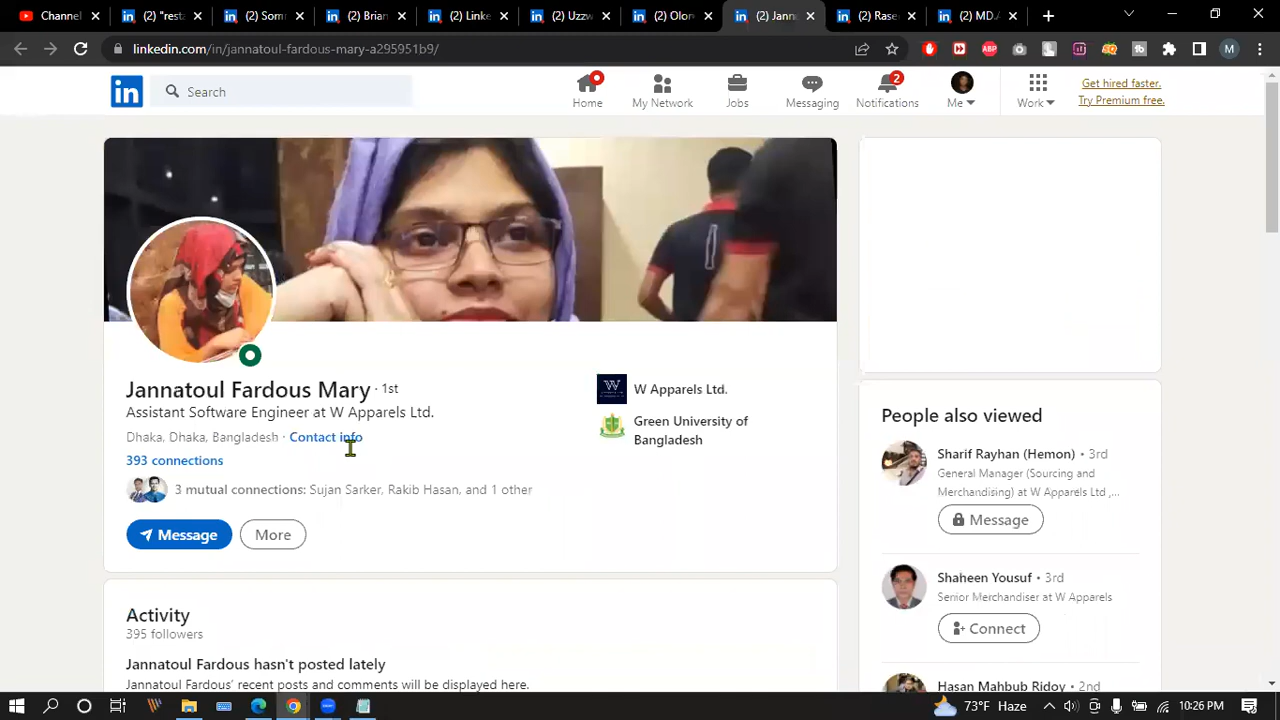 Channel
(2) "resta
(2) Som
(2) Brian
(2) Linke
(2) Uzzw
(2) Olor
(2) Jann
(2) Rase
(2) MD.A
linkedin.com/in/jannatoul-fardous-mary-a295951b9/
ABP
M
in
Search
Home
My Network
Jobs
Messaging
2
Notifications
Me
Work
Get hired faster.
Try Premium free.
Jannatoul Fardous Mary · 1st
Assistant Software Engineer at W Apparels Ltd.
Dhaka, Dhaka, Bangladesh · Contact info
393 connections
3 mutual connections: Sujan Sarker, Rakib Hasan, and 1 other
Message
More
W Apparels Ltd.
Green University of
Bangladesh
Activity
395 followers
Jannatoul Fardous hasn't posted lately
Jannatoul Fardous' recent posts and comments will be displayed here.
People also viewed
Sharif Rayhan (Hemon) • 3rd
General Manager (Sourcing and
Merchandising) at W Apparels Ltd ,...
Message
Shaheen Yousuf • 3rd
Senior Merchandiser at W Apparels
Connect
Hasan Mahbub Ridoy • 2nd
73°F Haze
10:26 PM